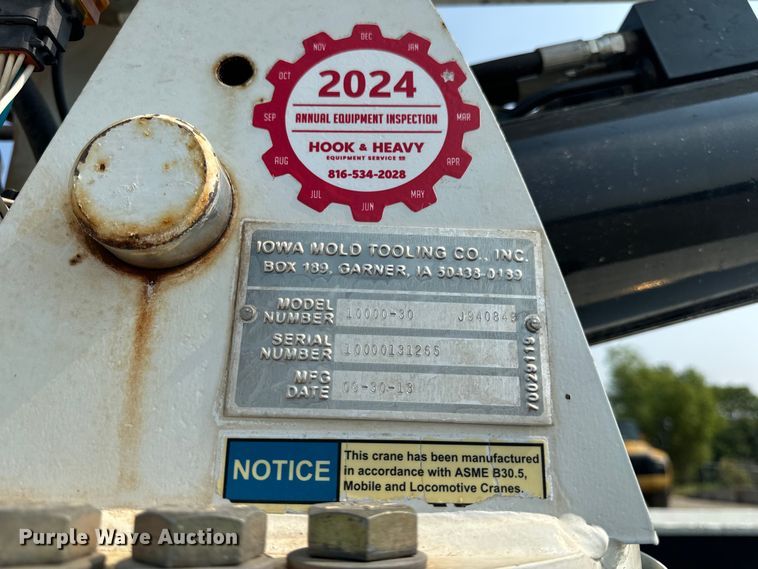 NOV DEC JAN
OCT
SEP MAR
AUG APR
JUL JUN MAY
2024
ANNUAL EQUIPMENT INSPECTION
HOOK & HEAVY
EQUIPMENT SERVICE
816-534-2028
IOWA MOLD TOOLING CO., INC.
BOX 189, GARNER, IA 50438-0189
MODEL NUMBER 10000-30 J940849
SERIAL NUMBER 10000131265
MFG DATE 09-30-13
70029119
NOTICE
This crane has been manufactured
in accordance with ASME B30.5,
Mobile and Locomotive Cranes.
Purple Wave Auction